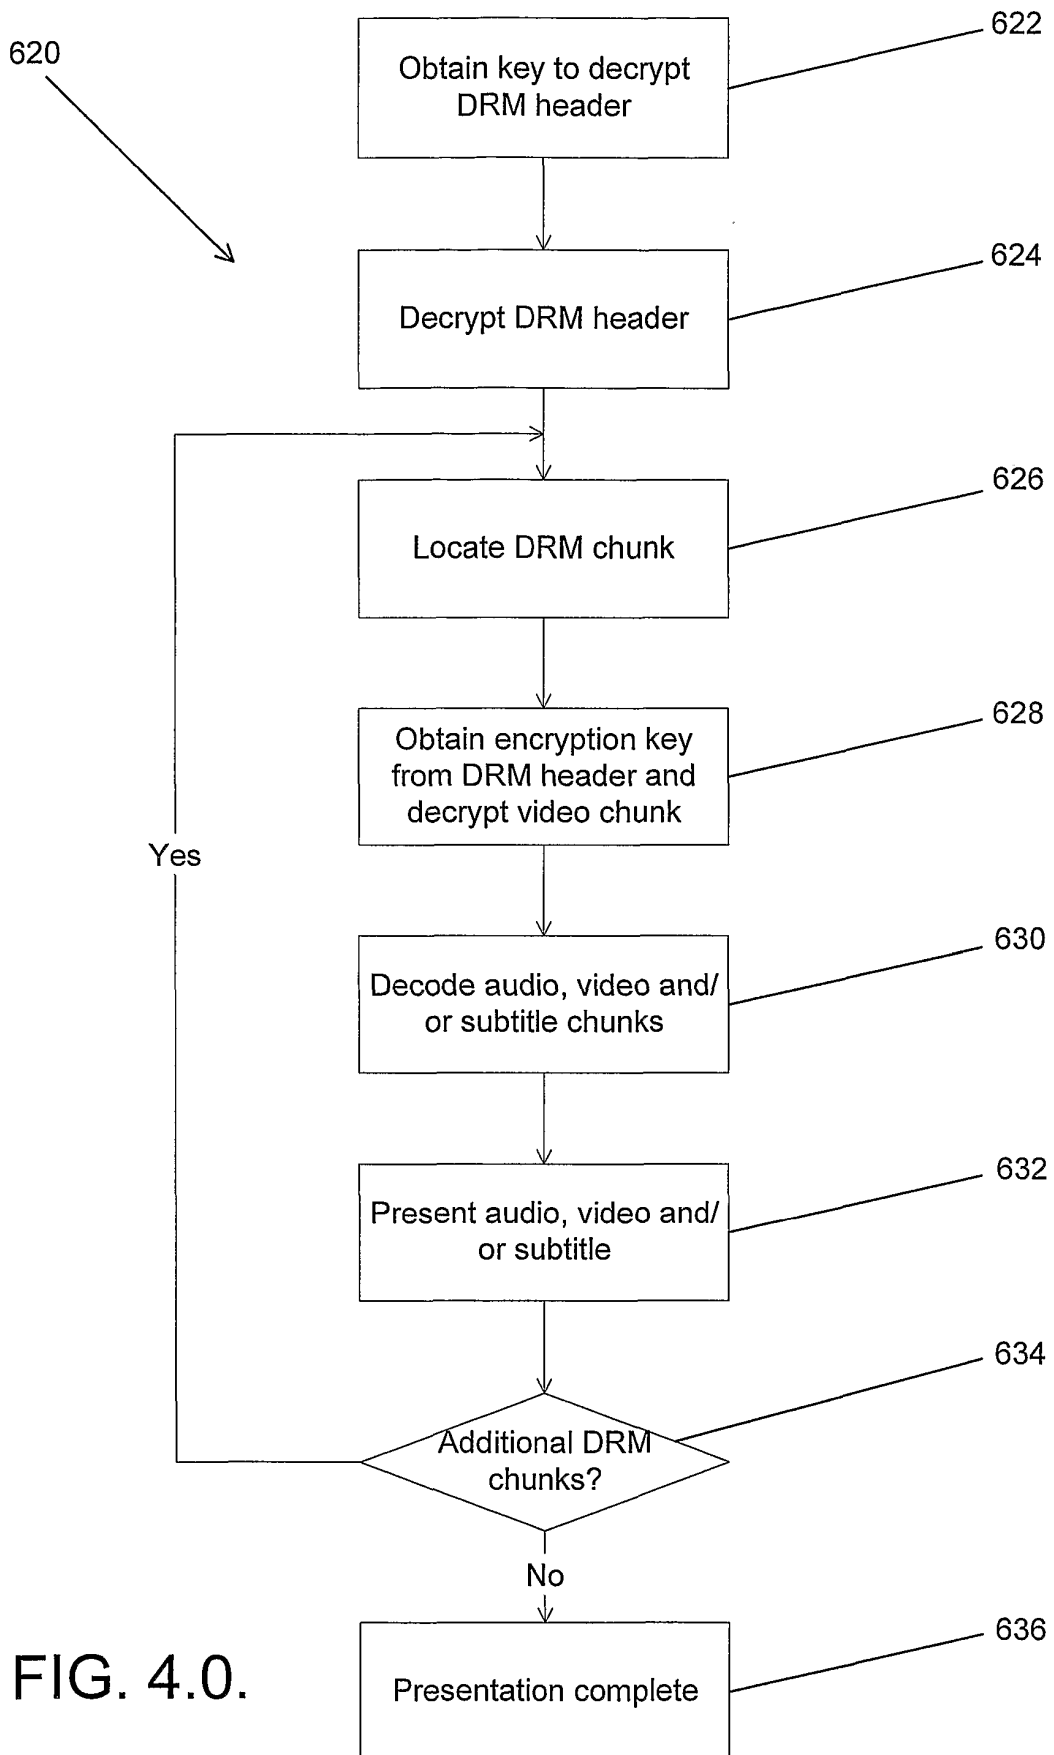 622
620
Obtain key to decrypt
DRM header
624
Decrypt DRM header
626
Locate DRM chunk
628
Obtain encryption key
from DRM header and
decrypt video chunk
Yes
630
Decode audio, video and/
or subtitle chunks
632
Present audio, video and/
or subtitle
634
Additional DRM
chunks?
No
636
Presentation complete
FIG. 4.0.